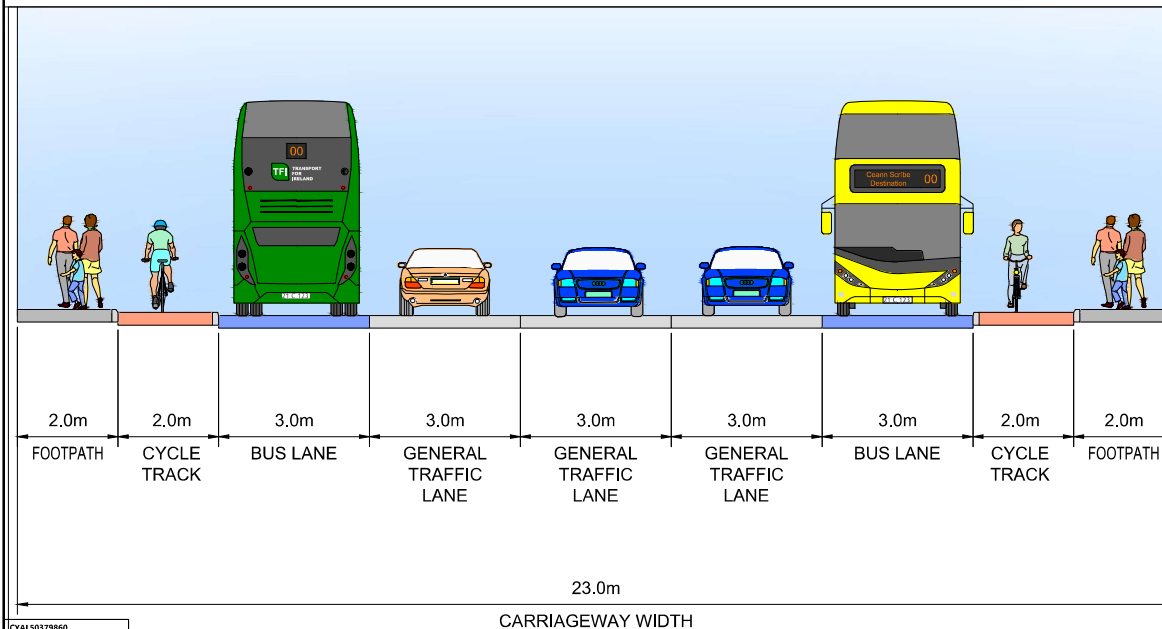 00
TFI TRANSPORT
FOR
IRELAND
Ceann Scríbe
Destination 00
2.0m 2.0m 3.0m 3.0m 3.0m 3.0m 3.0m 2.0m 2.0m
FOOTPATH CYCLE TRACK BUS LANE GENERAL TRAFFIC LANE GENERAL TRAFFIC LANE GENERAL TRAFFIC LANE BUS LANE CYCLE TRACK FOOTPATH
23.0m
CARRIAGEWAY WIDTH
CYAL50379860